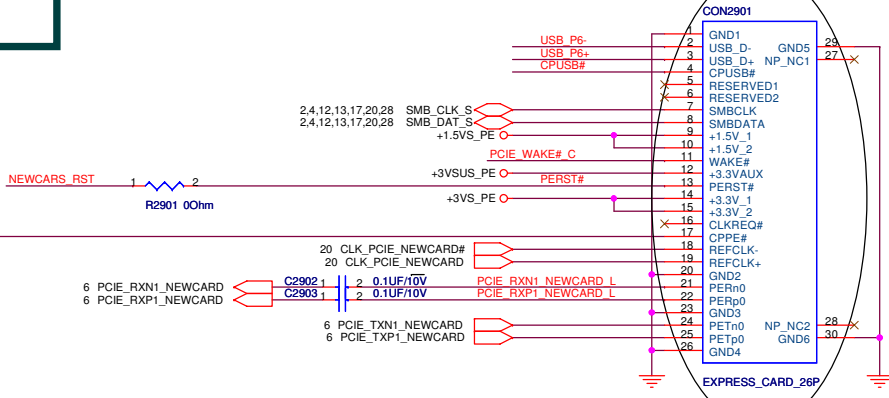 CON2901
1 GND1
USB_P6- 2 USB_D- GND5 29
USB_P6+ 3 USB_D+ NP_NC1 27
CPUSB# 4 CPUSB#
5 RESERVED1
6 RESERVED2
2,4,12,13,17,20,28 SMB_CLK_S 7 SMBCLK
2,4,12,13,17,20,28 SMB_DAT_S 8 SMBDATA
+1.5VS_PE 9 +1.5V_1
10 +1.5V_2
PCIE_WAKE#_C 11 WAKE#
+3VSUS_PE 12 +3.3VAUX
NEWCARS_RST 1 2 PERST# 13 PERST#
R2901 0Ohm
+3VS_PE 14 +3.3V_1
15 +3.3V_2
16 CLKREQ#
17 CPPE#
20 CLK_PCIE_NEWCARD# 18 REFCLK-
20 CLK_PCIE_NEWCARD 19 REFCLK+
20 GND2
6 PCIE_RXN1_NEWCARD C2902 1 2 0.1UF/10V PCIE_RXN1_NEWCARD_L 21 PERn0
6 PCIE_RXP1_NEWCARD C2903 1 2 0.1UF/10V PCIE_RXP1_NEWCARD_L 22 PERp0
23 GND3
6 PCIE_TXN1_NEWCARD 24 PETn0 NP_NC2 28
6 PCIE_TXP1_NEWCARD 25 PETp0 GND6 30
26 GND4
EXPRESS_CARD_26P